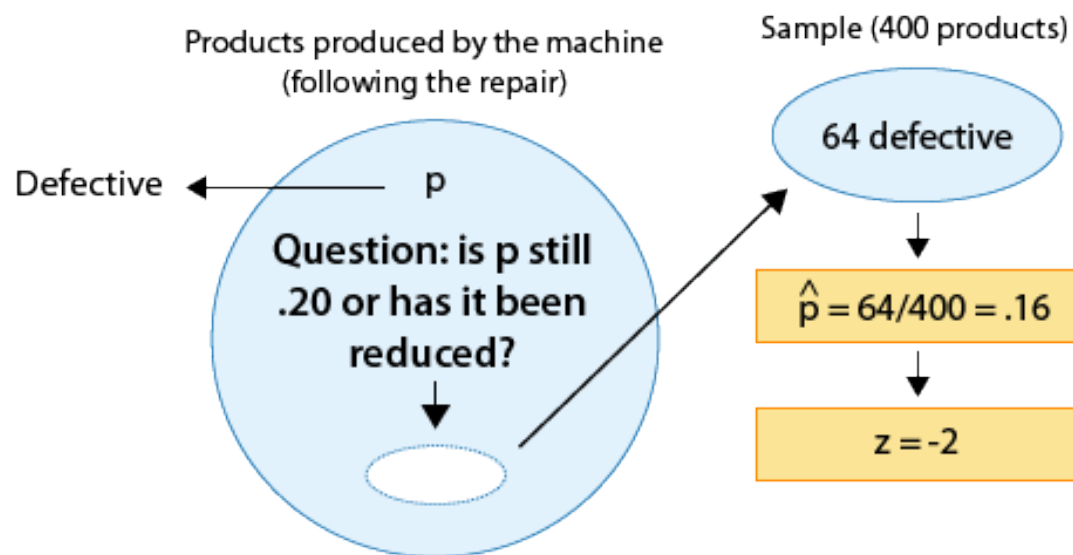 Products produced by the machine
(following the repair)
Defective
p
Question: is p still
.20 or has it been
reduced?
Sample (400 products)
64 defective
p̂ = 64/400 = .16
z = -2